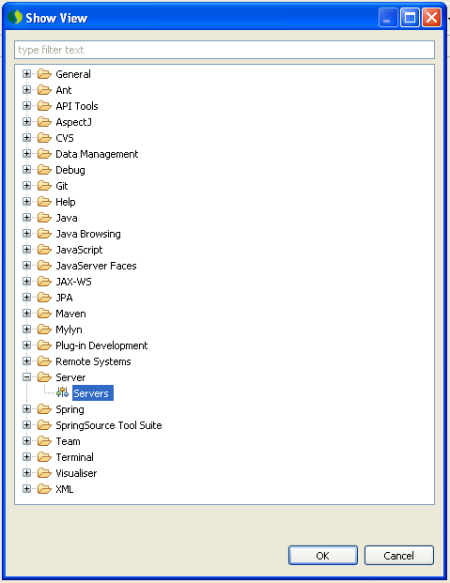 Show View
type filter text
General
Ant
API Tools
AspectJ
CVS
Data Management
Debug
Git
Help
Java
Java Browsing
JavaScript
JavaServer Faces
JAX-WS
JPA
Maven
Mylyn
Plug-in Development
Remote Systems
Server
Servers
Spring
SpringSource Tool Suite
Team
Terminal
Visualiser
XML
OK Cancel